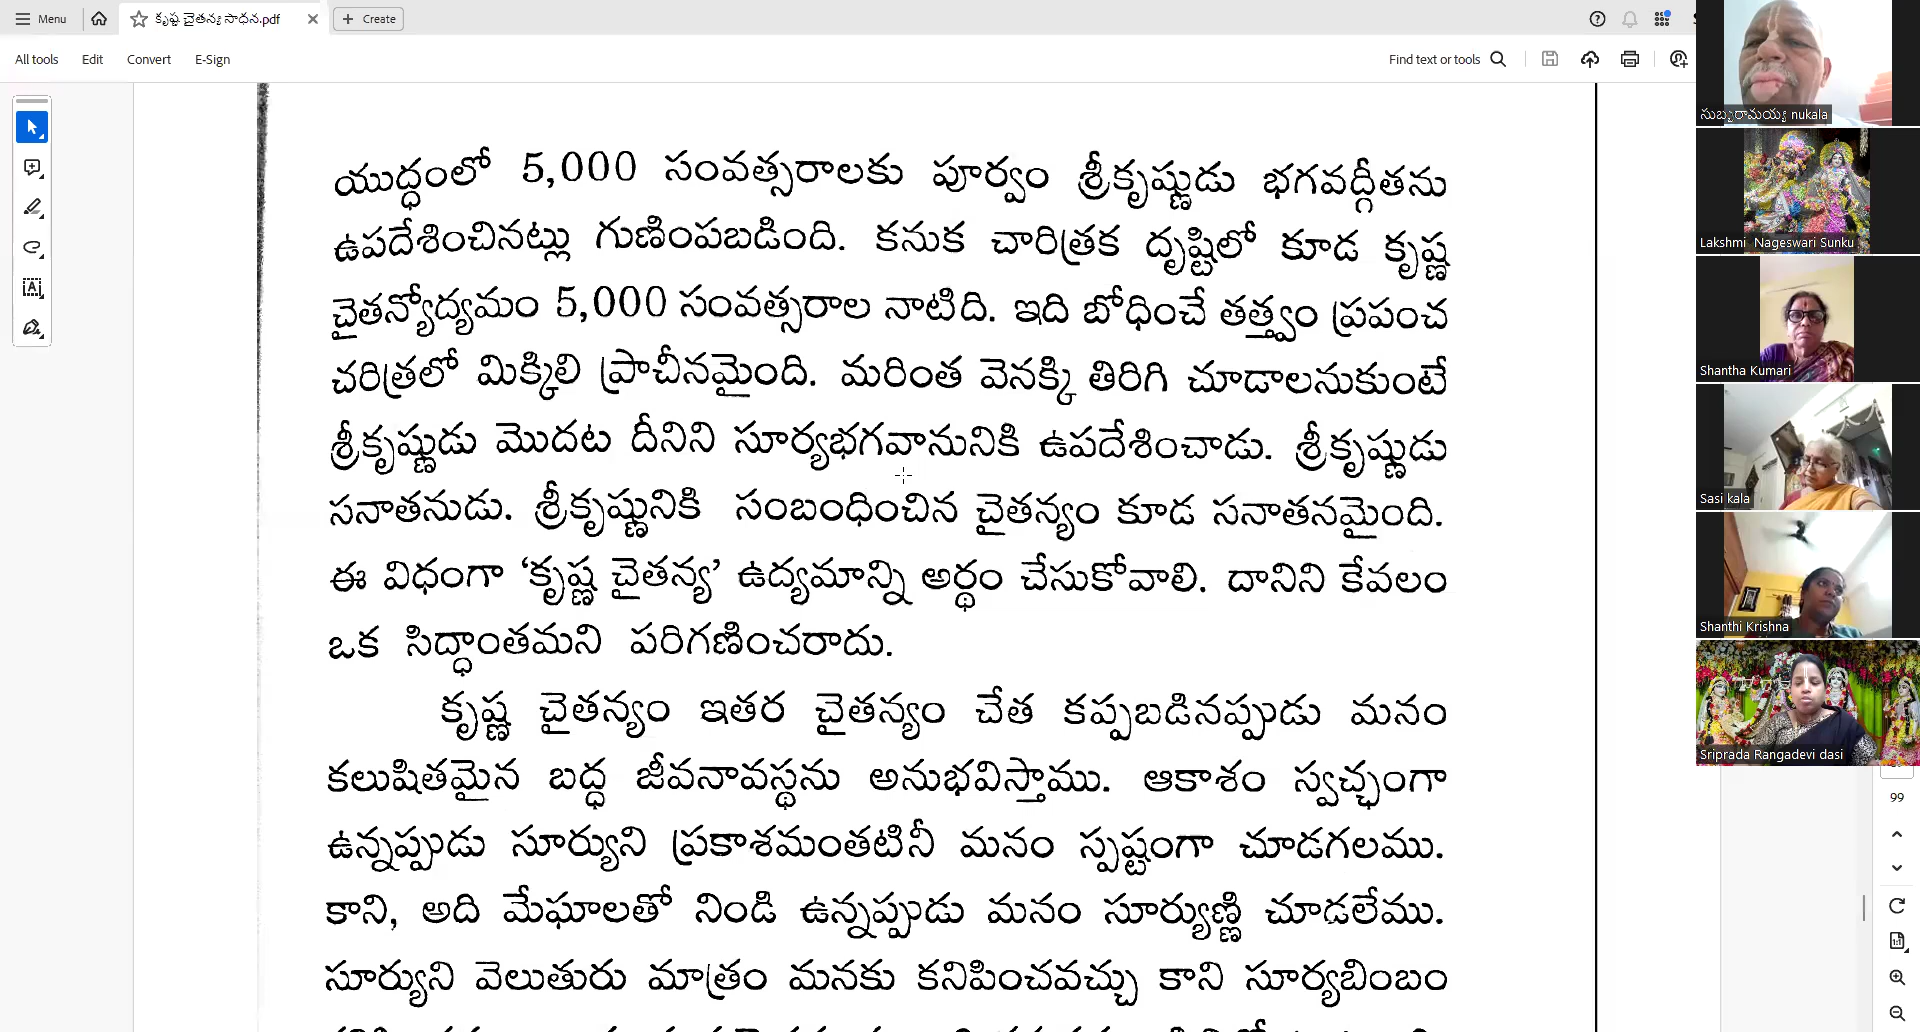 Menu
కృష్ణ చైతన్య సాధన.pdf
Create
All tools
Edit
Convert
E-Sign
Find text or tools
యుద్ధంలో 5,000 సంవత్సరాలకు పూర్వం శ్రీకృష్ణుడు భగవద్గీతను
ఉపదేశించినట్లు గుణింపబడింది. కనుక చారిత్రక దృష్టిలో కూడ కృష్ణ
చైతన్యోద్యమం 5,000 సంవత్సరాల నాటిది. ఇది బోధించే తత్త్వం ప్రపంచ
చరిత్రలో మిక్కిలి ప్రాచీనమైంది. మరింత వెనక్కి తిరిగి చూడాలనుకుంటే
శ్రీకృష్ణుడు మొదట దీనిని సూర్యభగవానునికి ఉపదేశించాడు. శ్రీకృష్ణుడు
సనాతనుడు. శ్రీకృష్ణునికి సంబంధించిన చైతన్యం కూడ సనాతనమైంది.
ఈ విధంగా ‘కృష్ణ చైతన్య’ ఉద్యమాన్ని అర్థం చేసుకోవాలి. దానిని కేవలం
ఒక సిద్ధాంతమని పరిగణించరాదు.
కృష్ణ చైతన్యం ఇతర చైతన్యం చేత కప్పబడినప్పుడు మనం
కలుషితమైన బద్ధ జీవనావస్థను అనుభవిస్తాము. ఆకాశం స్వచ్ఛంగా
ఉన్నప్పుడు సూర్యుని ప్రకాశమంతటినీ మనం స్పష్టంగా చూడగలము.
కాని, అది మేఘాలతో నిండి ఉన్నప్పుడు మనం సూర్యుణ్ణి చూడలేము.
సూర్యుని వెలుతురు మాత్రం మనకు కనిపించవచ్చు కాని సూర్యబింబం
సుబ్బరామయ్య nukala
Lakshmi Nageswari Sunku
Shantha Kumari
Sasi kala
Shanthi Krishna
Sriprada Rangadevi dasi
99